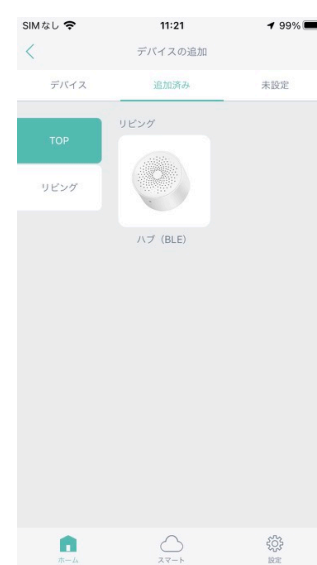 SIMなし 11:21 99%
デバイスの追加
デバイス 追加済み 未設定
リビング
TOP
リビング
ハブ（BLE）
ホーム スマート 設定